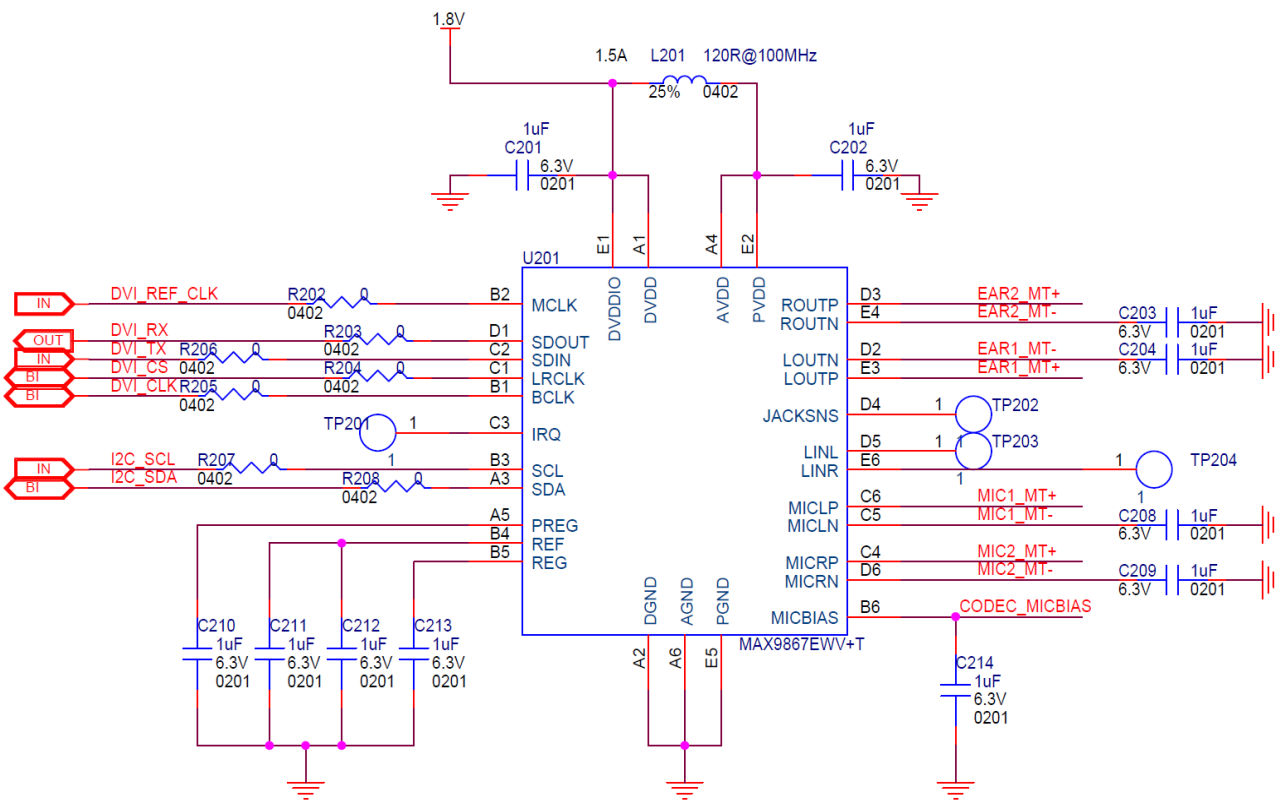 1.8V
1.5A L201 120R@100MHz
25% 0402
1uF
C201
6.3V
0201
1uF
C202
6.3V
0201
E1 A1 A4 E2
U201
DVDDIO DVDD AVDD PVDD
IN DVI_REF_CLK R202 0 0402 B2 MCLK
OUT DVI_RX R203 0 0402 D1 SDOUT
IN DVI_TX R206 0 0402 C2 SDIN
BI DVI_CS R204 0 0402 C1 LRCLK
BI DVI_CLK R205 0 0402 B1 BCLK
TP201 1 1 C3 IRQ
IN I2C_SCL R207 0 0402 B3 SCL
BI I2C_SDA R208 0 0402 A3 SDA
A5 PREG
B4 REF
B5 REG
ROUTP D3 EAR2_MT+
ROUTN E4 EAR2_MT- C203 1uF 6.3V 0201
LOUTN D2 EAR1_MT- C204 1uF 6.3V 0201
LOUTP E3 EAR1_MT+
JACKSNS D4 1 TP202 1
LINL D5 1 TP203 1
LINR E6 1 TP204 1
MICLP C6 MIC1_MT+
MICLN C5 MIC1_MT- C208 1uF 6.3V 0201
MICRP C4 MIC2_MT+
MICRN D6 MIC2_MT- C209 1uF 6.3V 0201
MICBIAS B6 CODEC_MICBIAS
DGND AGND PGND
MAX9867EWV+T
A2 A6 E5
C210 C211 C212 C213
1uF 1uF 1uF 1uF
6.3V 6.3V 6.3V 6.3V
0201 0201 0201 0201
C214
1uF
6.3V
0201